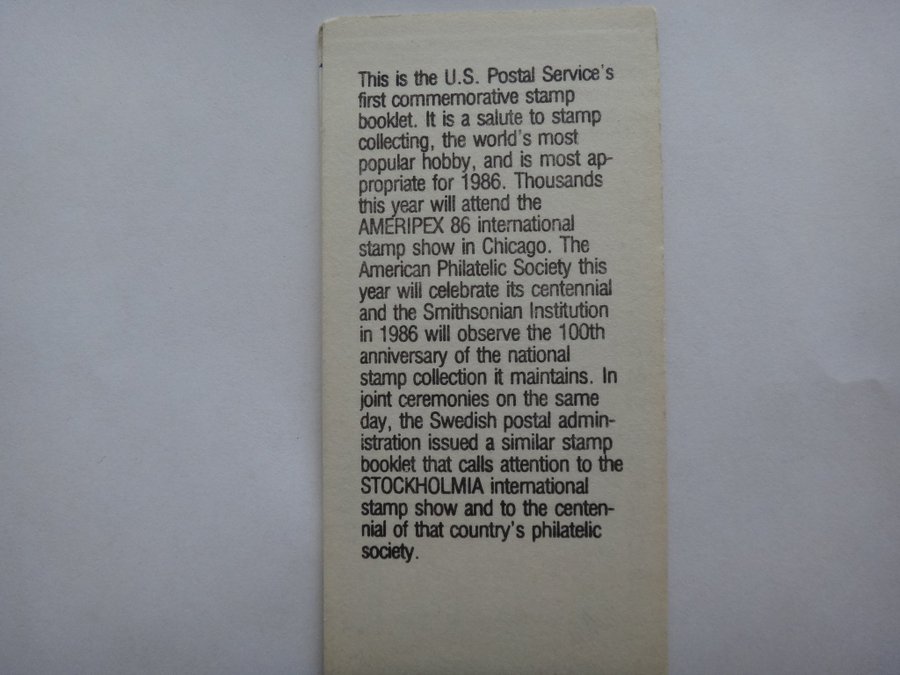 This is the U.S. Postal Service's
first commemorative stamp
booklet. It is a salute to stamp
collecting, the world's most
popular hobby, and is most ap-
propriate for 1986. Thousands
this year will attend the
AMERIPEX 86 international
stamp show in Chicago. The
American Philatelic Society this
year will celebrate its centennial
and the Smithsonian Institution
in 1986 will observe the 100th
anniversary of the national
stamp collection it maintains. In
joint ceremonies on the same
day, the Swedish postal admin-
istration issued a similar stamp
booklet that calls attention to the
STOCKHOLMIA international
stamp show and to the centen-
nial of that country's philatelic
society.